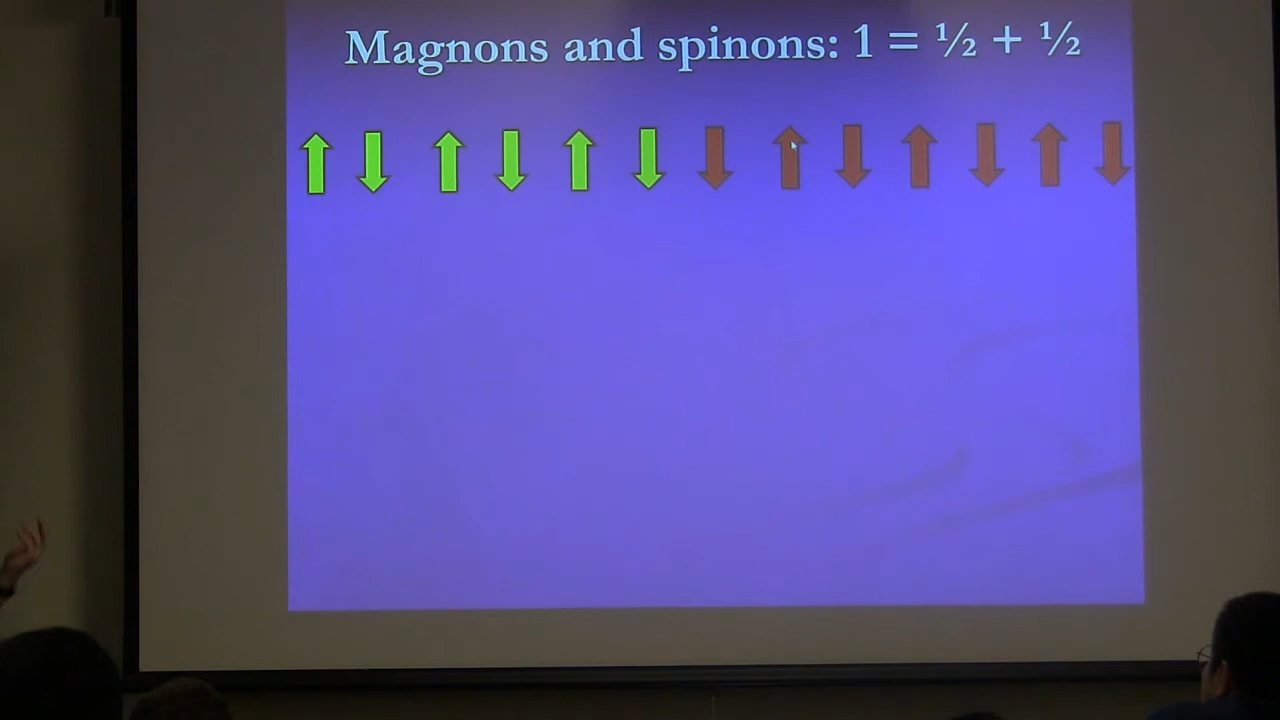 Magnons and spinons: 1 = ½ + ½